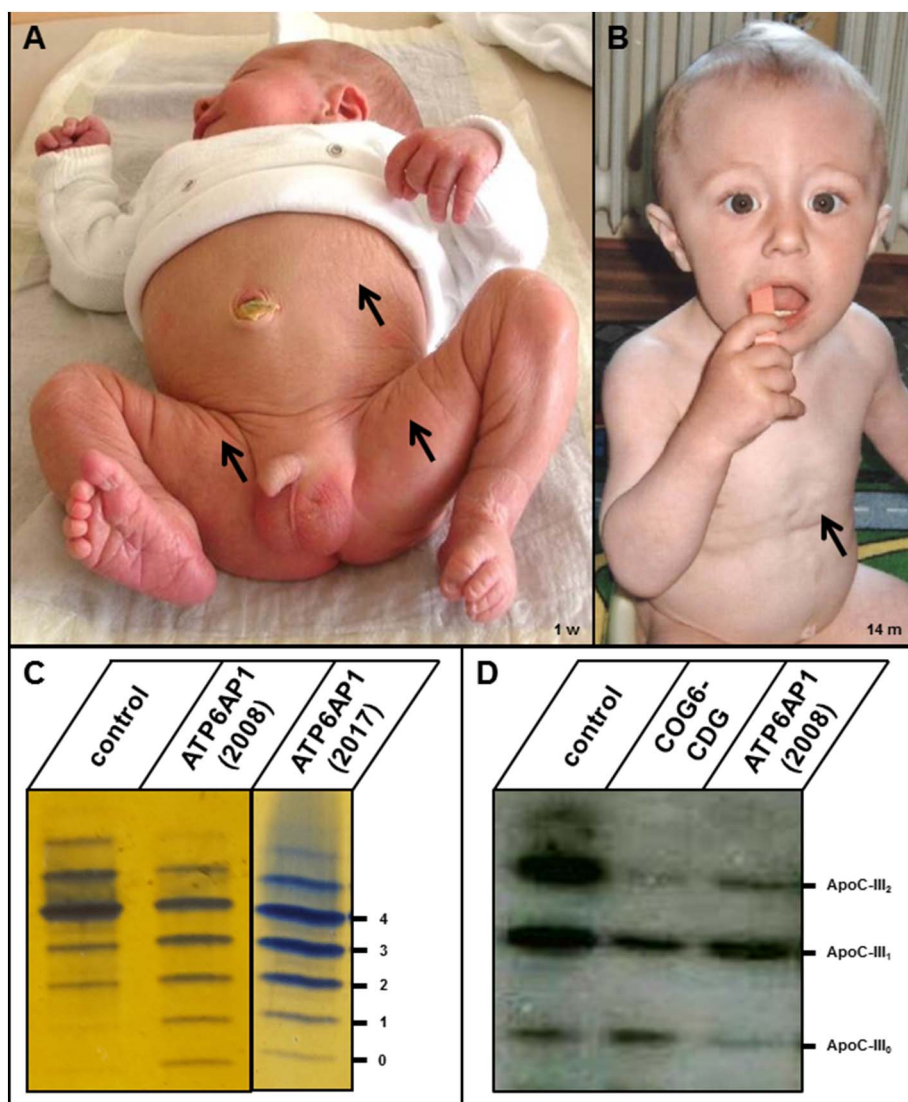 A
B
1 w
14 m
C
control
ATP6AP1
(2008)
ATP6AP1
(2017)
4
3
2
1
0
D
control
COG6-
CDG
ATP6AP1
(2008)
ApoC-III₂
ApoC-III₁
ApoC-III₀